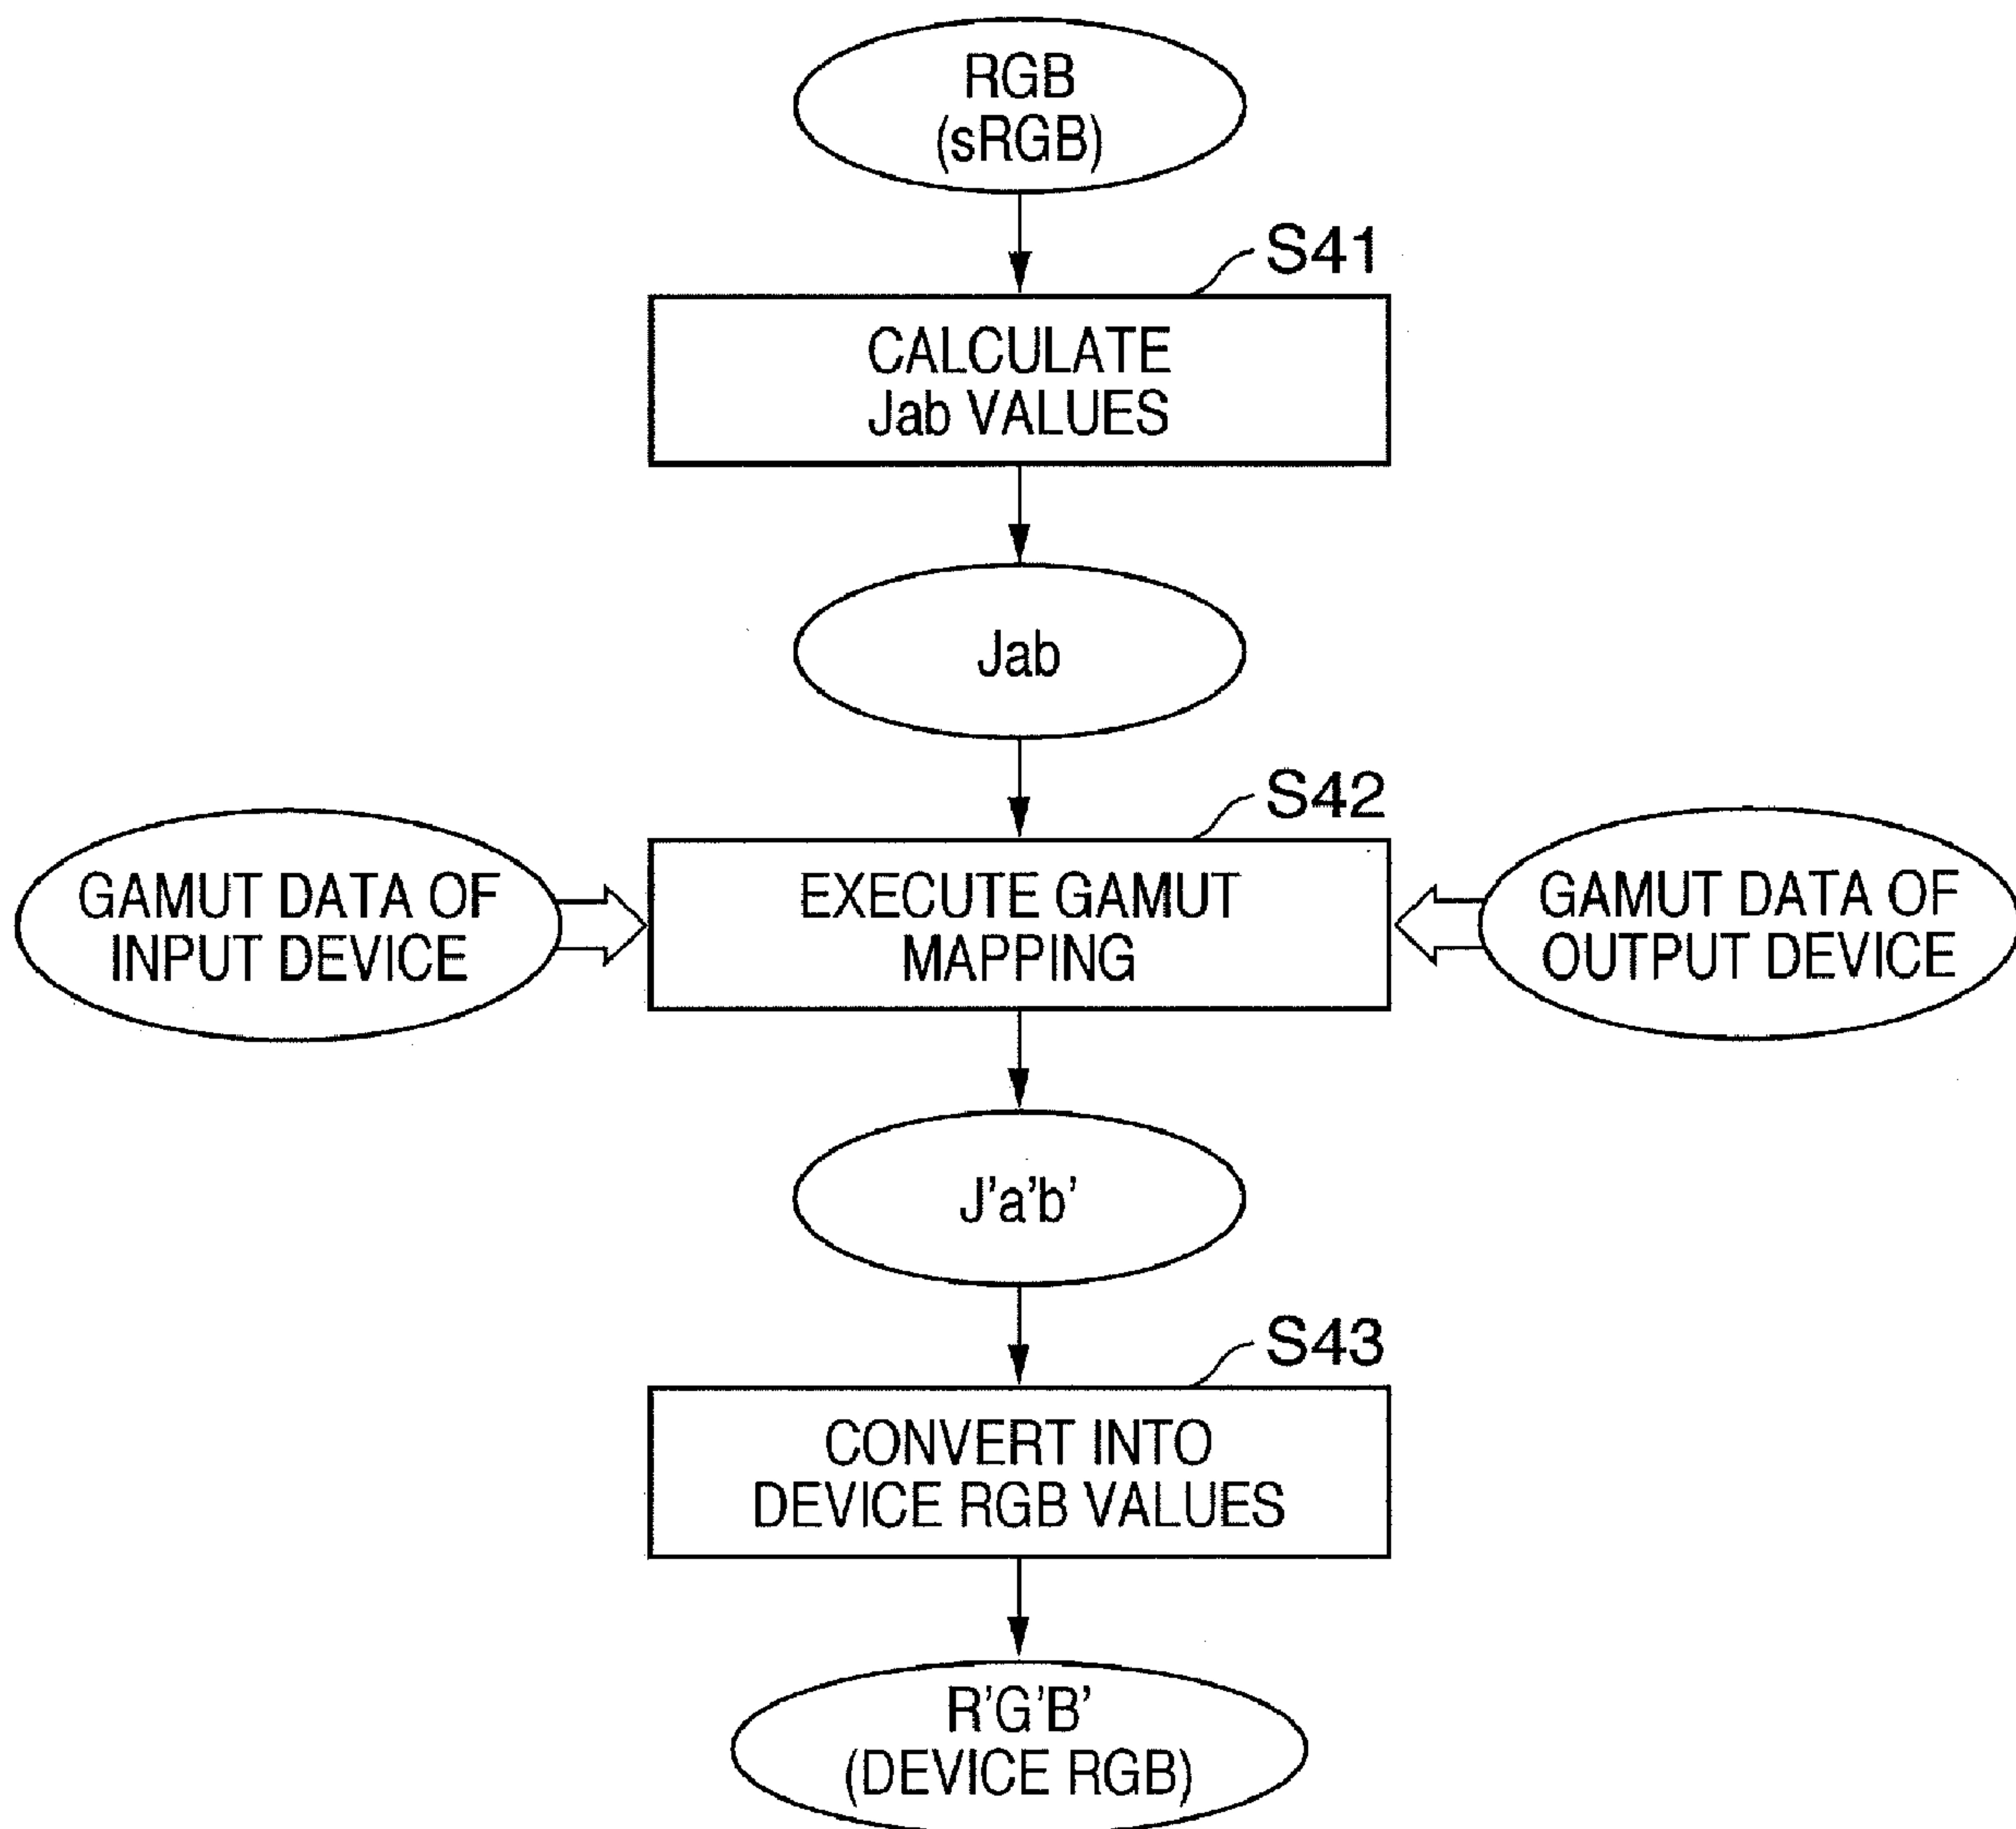 RGB
(sRGB)
S41
CALCULATE
Jab VALUES
Jab
S42
GAMUT DATA OF
INPUT DEVICE
EXECUTE GAMUT
MAPPING
GAMUT DATA OF
OUTPUT DEVICE
J'a'b'
S43
CONVERT INTO
DEVICE RGB VALUES
R'G'B'
(DEVICE RGB)